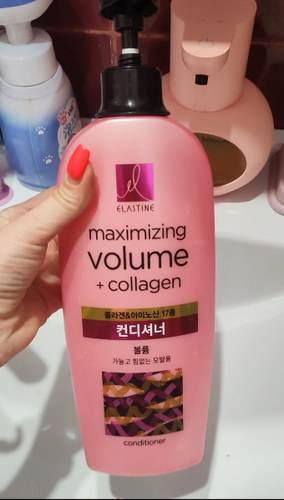 el
ELASTINE
maximizing
volume
+ collagen
콜라겐&아미노산 17종
컨디셔너
볼륨
가늘고 힘없는 모발용
conditioner